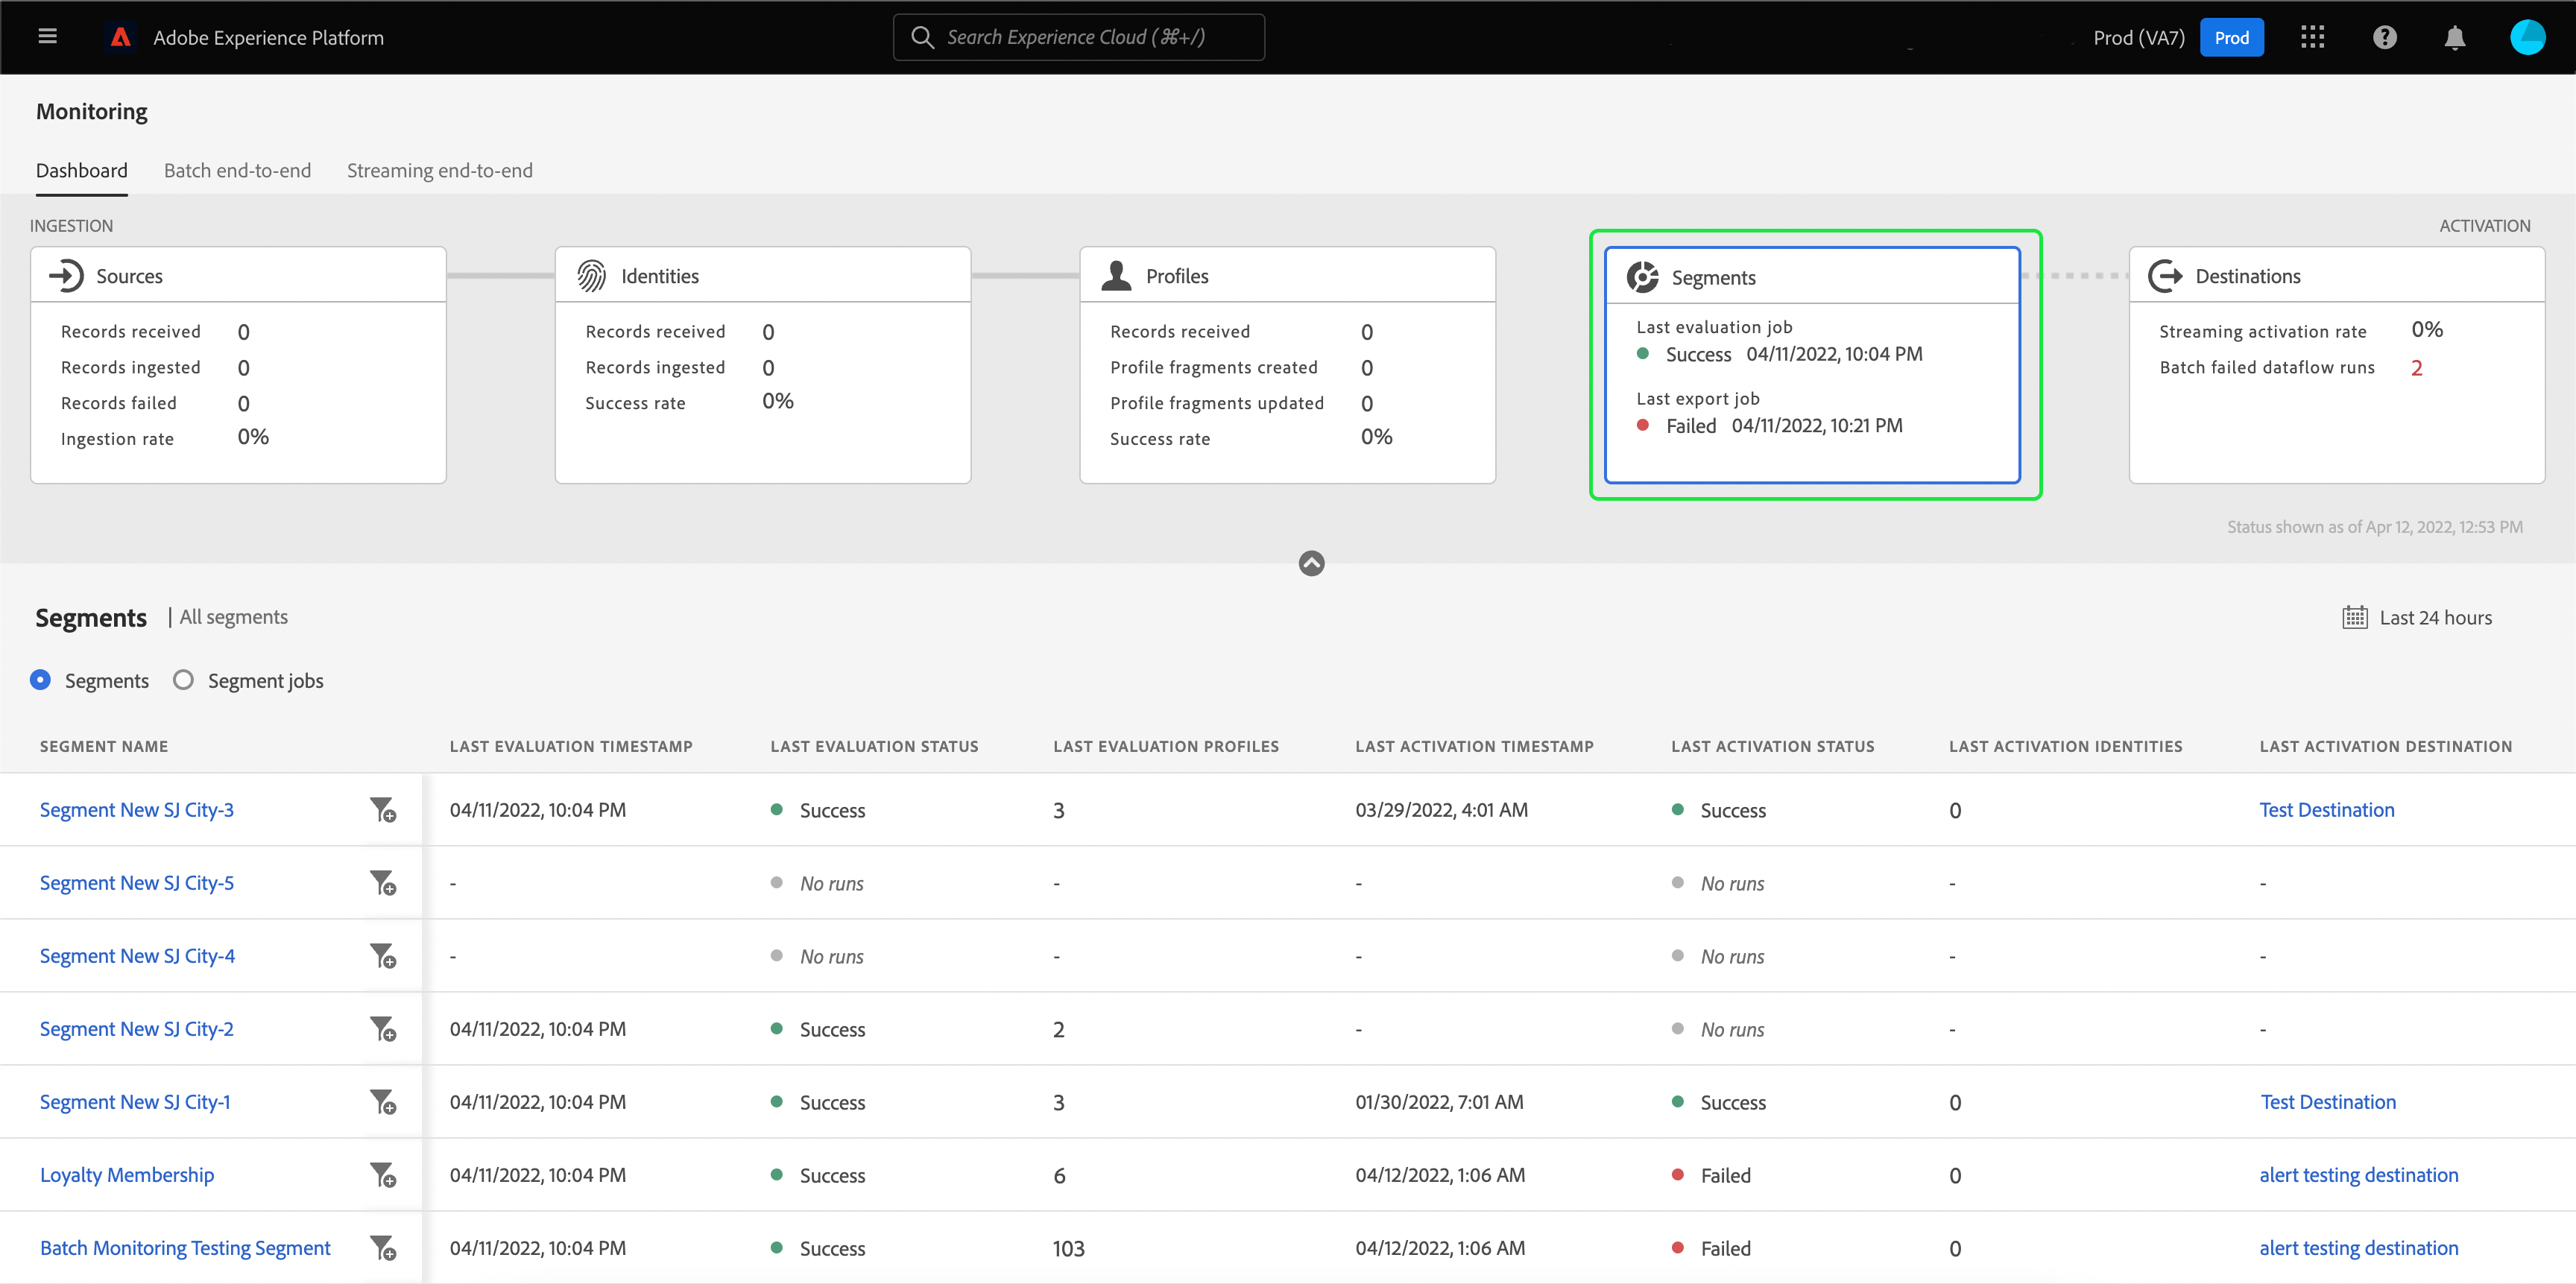 Adobe Experience Platform
Search Experience Cloud (⌘+/)
Prod (VA7)
Prod
Monitoring
Dashboard
Batch end-to-end
Streaming end-to-end
INGESTION
ACTIVATION
Sources
Records received 0
Records ingested 0
Records failed 0
Ingestion rate 0%
Identities
Records received 0
Records ingested 0
Success rate 0%
Profiles
Records received 0
Profile fragments created 0
Profile fragments updated 0
Success rate 0%
Segments
Last evaluation job
Success 04/11/2022, 10:04 PM
Last export job
Failed 04/11/2022, 10:21 PM
Destinations
Streaming activation rate 0%
Batch failed dataflow runs 2
Status shown as of Apr 12, 2022, 12:53 PM
Segments | All segments
Last 24 hours
Segments
Segment jobs
SEGMENT NAME LAST EVALUATION TIMESTAMP LAST EVALUATION STATUS LAST EVALUATION PROFILES LAST ACTIVATION TIMESTAMP LAST ACTIVATION STATUS LAST ACTIVATION IDENTITIES LAST ACTIVATION DESTINATION
Segment New SJ City-3 04/11/2022, 10:04 PM Success 3 03/29/2022, 4:01 AM Success 0 Test Destination
Segment New SJ City-5 - No runs - - No runs - -
Segment New SJ City-4 - No runs - - No runs - -
Segment New SJ City-2 04/11/2022, 10:04 PM Success 2 - No runs - -
Segment New SJ City-1 04/11/2022, 10:04 PM Success 3 01/30/2022, 7:01 AM Success 0 Test Destination
Loyalty Membership 04/11/2022, 10:04 PM Success 6 04/12/2022, 1:06 AM Failed 0 alert testing destination
Batch Monitoring Testing Segment 04/11/2022, 10:04 PM Success 103 04/12/2022, 1:06 AM Failed 0 alert testing destination